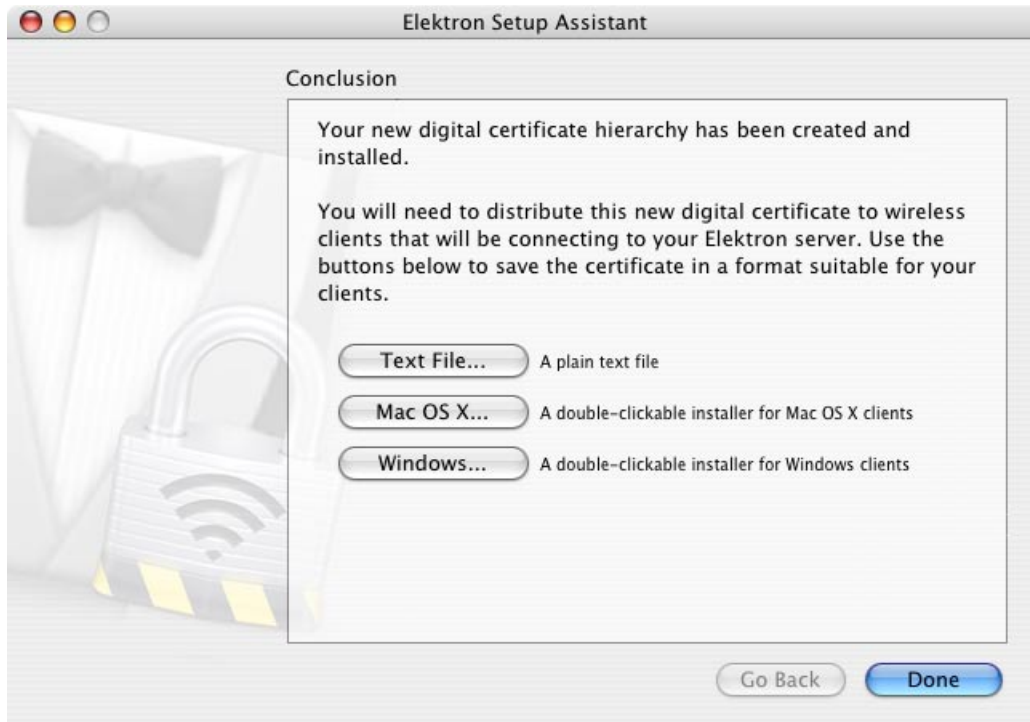 Elektron Setup Assistant
Conclusion
Your new digital certificate hierarchy has been created and
installed.
You will need to distribute this new digital certificate to wireless
clients that will be connecting to your Elektron server. Use the
buttons below to save the certificate in a format suitable for your
clients.
Text File... A plain text file
Mac OS X... A double-clickable installer for Mac OS X clients
Windows... A double-clickable installer for Windows clients
Go Back Done